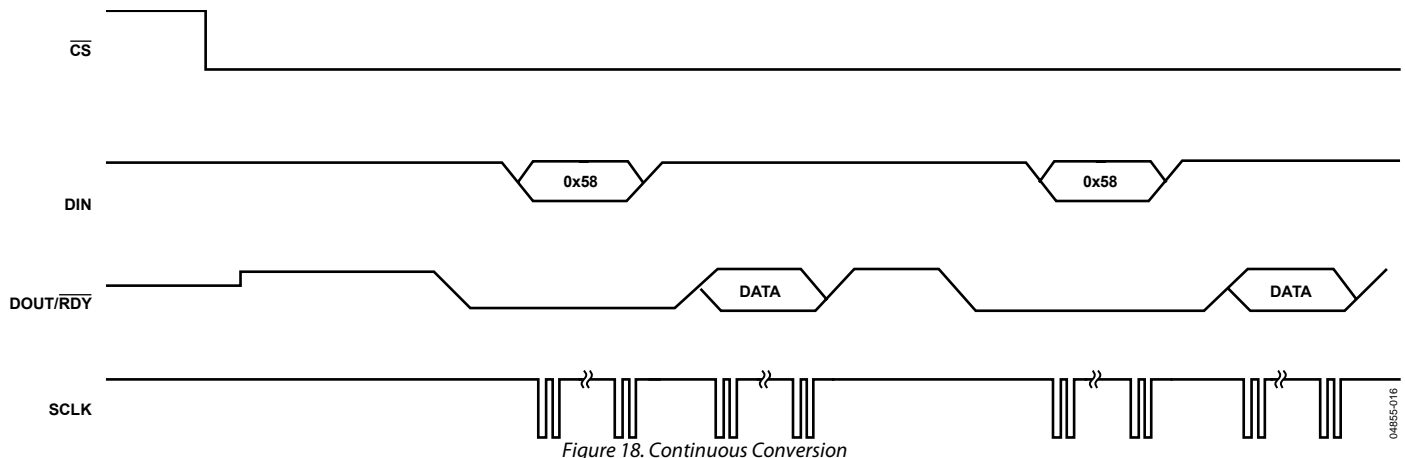 CS
DIN
0x58
0x58
DOUT/RDY
DATA
DATA
SCLK
04855-016
Figure 18. Continuous Conversion